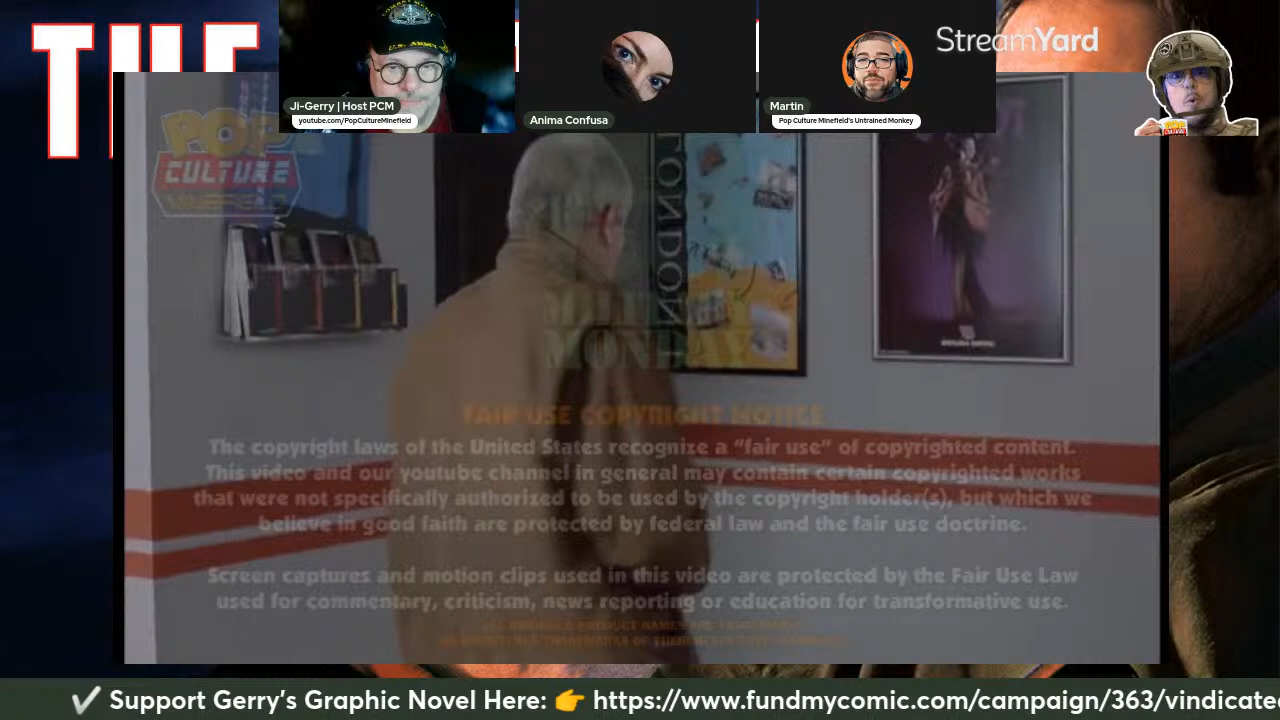 THE
StreamYard
Ji-Gerry | Host PCM
youtube.com/PopCultureMinefield
Anima Confusa
Martin
Pop Culture Minefield's Untrained Monkey
POP
CULTURE
MINEFIELD
LONDON
MONDAY
FAIR USE COPYRIGHT NOTICE
The copyright laws of the United States recognize a “fair use” of copyrighted content.
This video and our youtube channel in general may contain certain copyrighted works
that were not specifically authorized to be used by the copyright holder(s), but which we
believe in good faith are protected by federal law and the fair use doctrine.
Screen captures and motion clips used in this video are protected by the Fair Use Law
used for commentary, criticism, news reporting or education for transformative use.
✔ Support Gerry's Graphic Novel Here: 👉 https://www.fundmycomic.com/campaign/363/vindicate